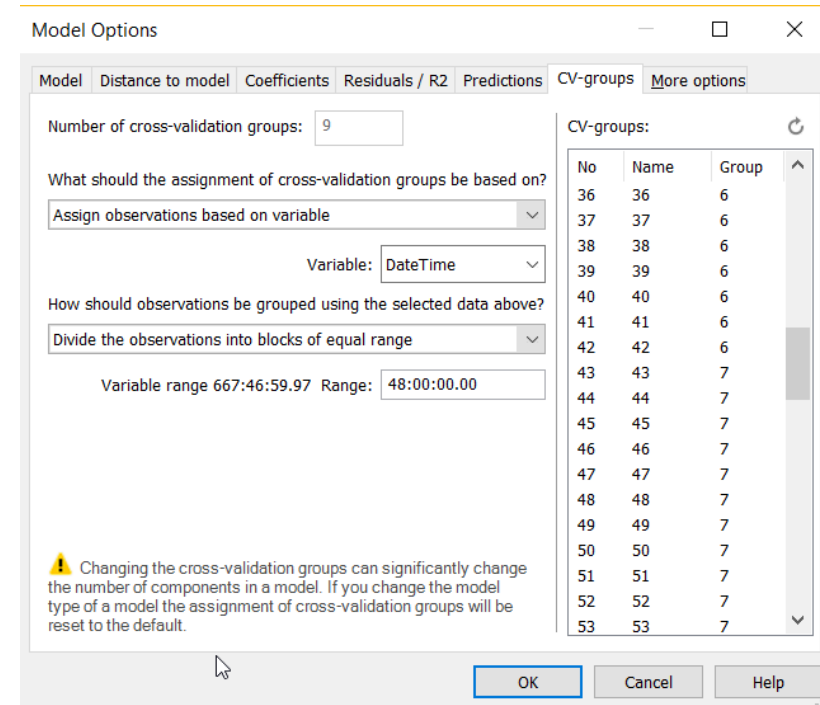 Model Options
Model Distance to model Coefficients Residuals / R2 Predictions CV-groups More options
Number of cross-validation groups: 9
What should the assignment of cross-validation groups be based on?
Assign observations based on variable
Variable: DateTime
How should observations be grouped using the selected data above?
Divide the observations into blocks of equal range
Variable range 667:46:59.97 Range: 48:00:00.00
Changing the cross-validation groups can significantly change
the number of components in a model. If you change the model
type of a model the assignment of cross-validation groups will be
reset to the default.
CV-groups:
No Name Group
36 36 6
37 37 6
38 38 6
39 39 6
40 40 6
41 41 6
42 42 6
43 43 7
44 44 7
45 45 7
46 46 7
47 47 7
48 48 7
49 49 7
50 50 7
51 51 7
52 52 7
53 53 7
OK Cancel Help